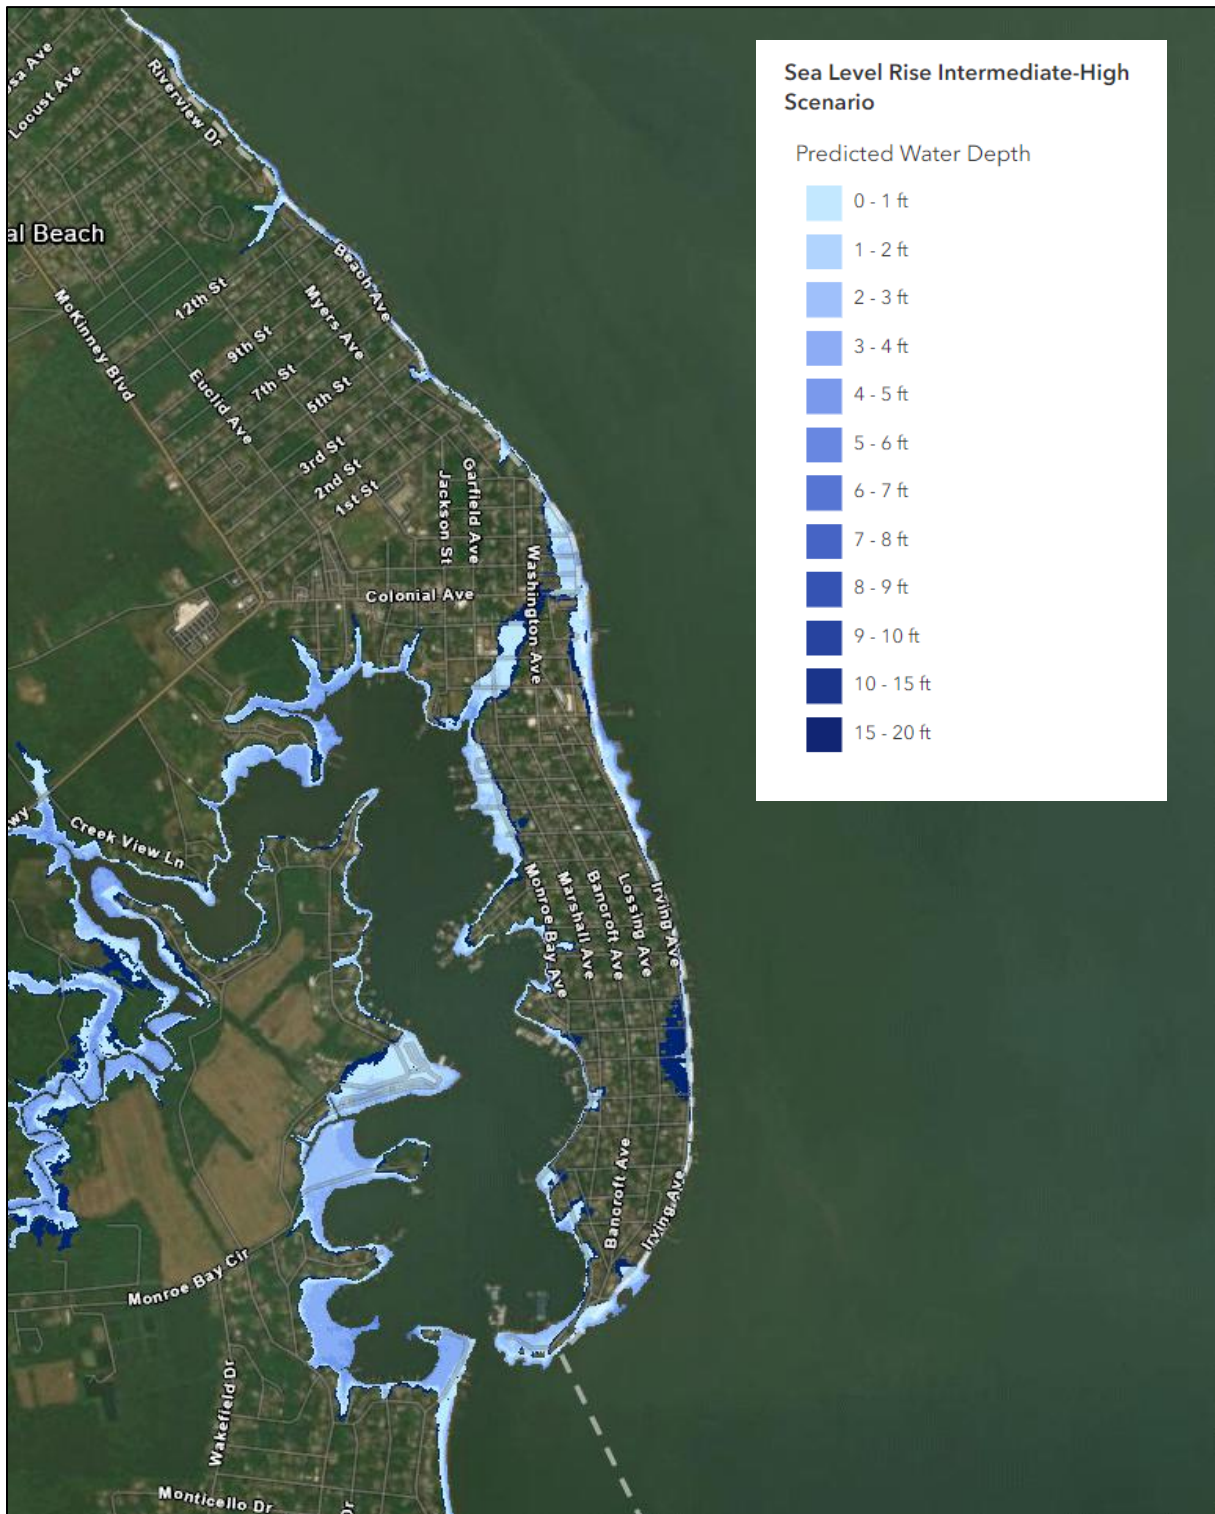 Sea Level Rise Intermediate-High
Scenario
Predicted Water Depth
0 - 1 ft
1 - 2 ft
2 - 3 ft
3 - 4 ft
4 - 5 ft
5 - 6 ft
6 - 7 ft
7 - 8 ft
8 - 9 ft
9 - 10 ft
10 - 15 ft
15 - 20 ft
osa Ave
Locust Ave
Riverview Dr
al Beach
Beach Ave
12th St
McKinney Blvd
Myers Ave
9th St
7th St
Euclid Ave
5th St
3rd St
2nd St
1st St
Garfield Ave
Jackson St
Washington Ave
Colonial Ave
wy
Creek View Ln
Monroe Bay Ave
Marshall Ave
Bancroft Ave
Lossing Ave
Irving Ave
Bancroft Ave
Irving Ave
Monroe Bay Cir
Wakefield Dr
Monticello Dr
Dr